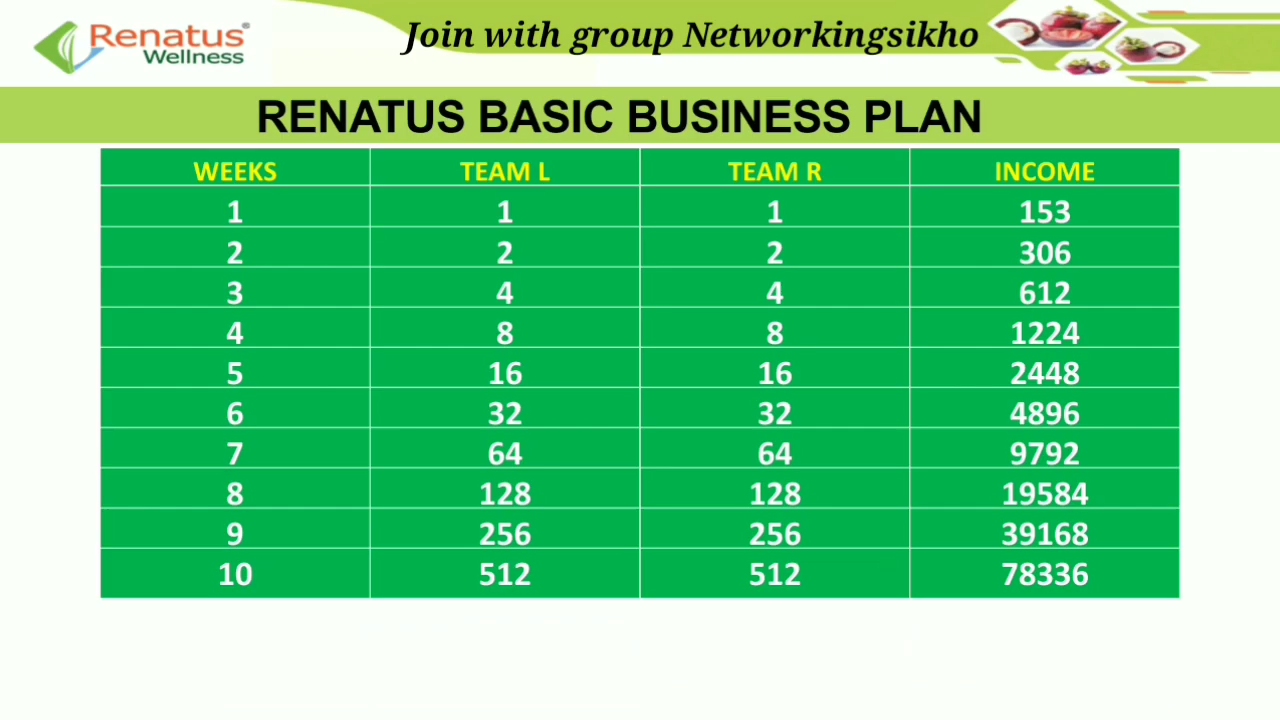 Renatus®
Wellness
Join with group Networkingsikho
RENATUS BASIC BUSINESS PLAN
WEEKS TEAM L TEAM R INCOME
1 1 1 153
2 2 2 306
3 4 4 612
4 8 8 1224
5 16 16 2448
6 32 32 4896
7 64 64 9792
8 128 128 19584
9 256 256 39168
10 512 512 78336